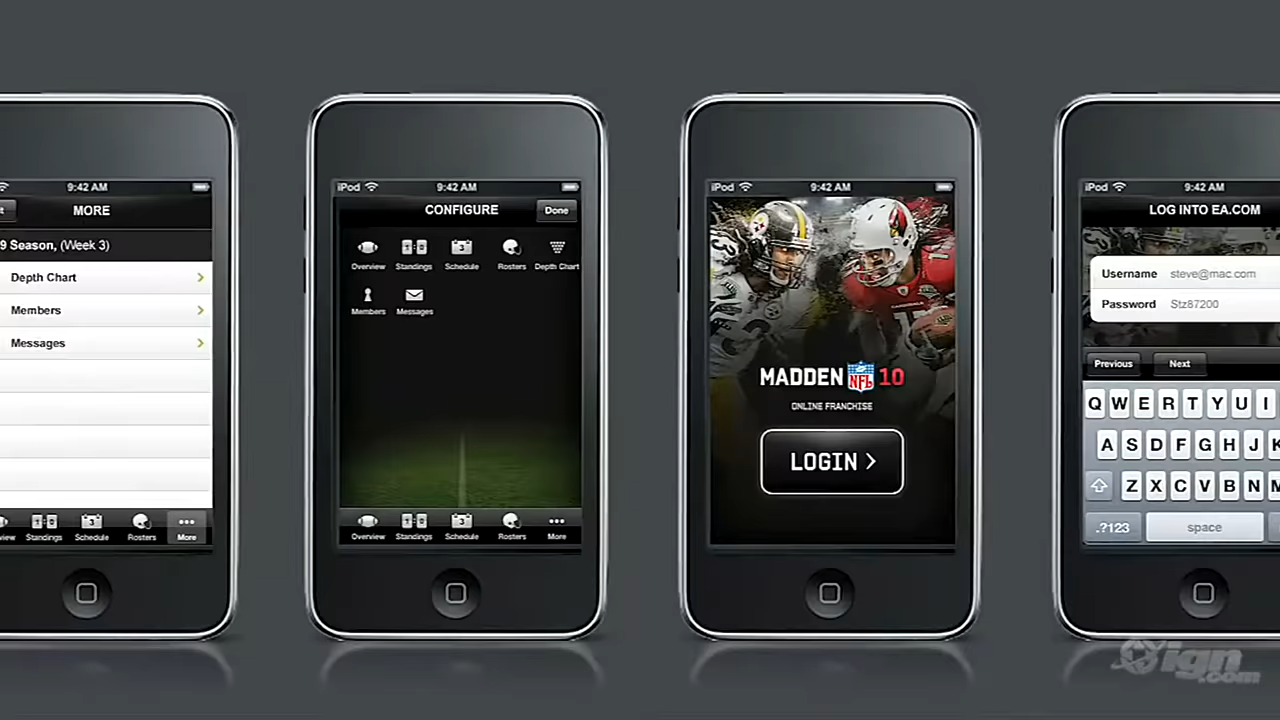 9:42 AM
MORE
9 Season, (Week 3)
Depth Chart
Members
Messages
Standings
Schedule
Rosters
More
iPod 9:42 AM
CONFIGURE
Done
Overview Standings Schedule Rosters Depth Chart
Members Messages
Overview Standings Schedule Rosters More
iPod 9:42 AM
MADDEN NFL 10
ONLINE FRANCHISE
LOGIN >
iPod 9:42 AM
LOG INTO EA.COM
Username steve@mac.com
Password Stz87200
Previous Next
Q W E R T Y U I
A S D F G H J K
Z X C V B N M
.?123 space
ign.com